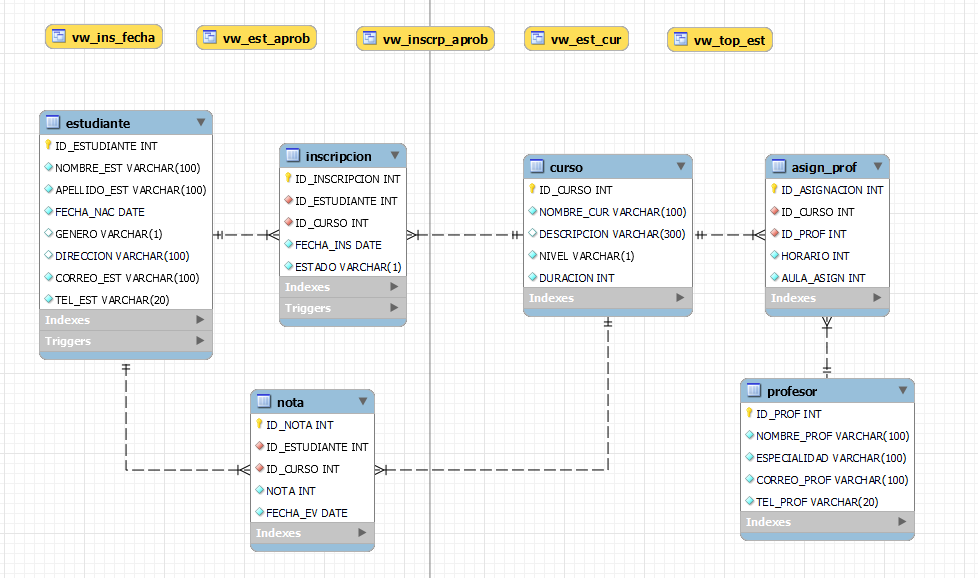 vw_ins_fecha
vw_est_aprob
vw_inscrp_aprob
vw_est_cur
vw_top_est
estudiante
ID_ESTUDIANTE INT
NOMBRE_EST VARCHAR(100)
APELLIDO_EST VARCHAR(100)
FECHA_NAC DATE
GENERO VARCHAR(1)
DIRECCION VARCHAR(100)
CORREO_EST VARCHAR(100)
TEL_EST VARCHAR(20)
Indexes
Triggers
inscripcion
ID_INSCRIPCION INT
ID_ESTUDIANTE INT
ID_CURSO INT
FECHA_INS DATE
ESTADO VARCHAR(1)
Indexes
Triggers
curso
ID_CURSO INT
NOMBRE_CUR VARCHAR(100)
DESCRIPCION VARCHAR(300)
NIVEL VARCHAR(1)
DURACION INT
Indexes
asign_prof
ID_ASIGNACION INT
ID_CURSO INT
ID_PROF INT
HORARIO INT
AULA_ASIGN INT
Indexes
nota
ID_NOTA INT
ID_ESTUDIANTE INT
ID_CURSO INT
NOTA INT
FECHA_EV DATE
Indexes
profesor
ID_PROF INT
NOMBRE_PROF VARCHAR(100)
ESPECIALIDAD VARCHAR(100)
CORREO_PROF VARCHAR(100)
TEL_PROF VARCHAR(20)
Indexes